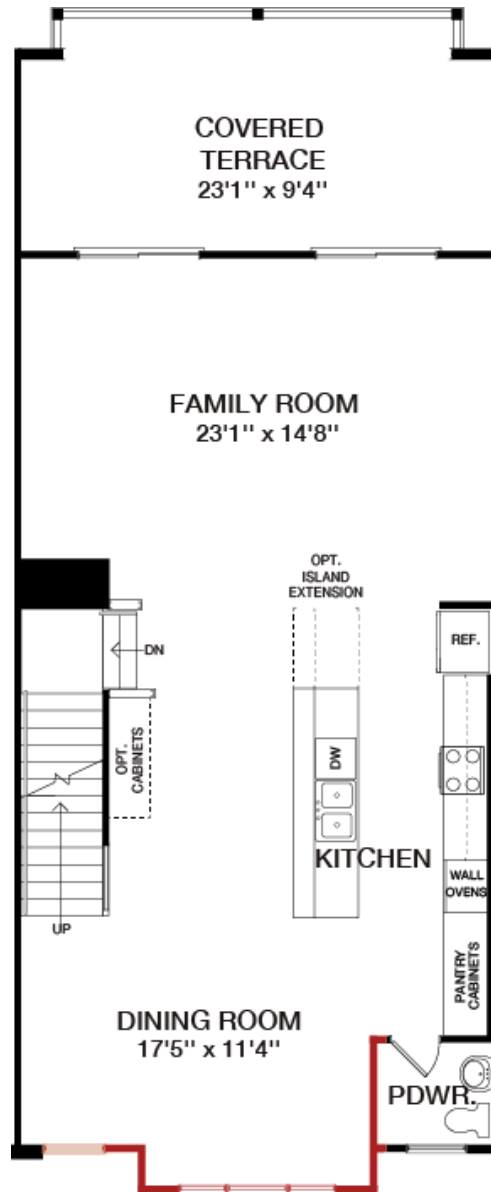 COVERED
TERRACE
23'1'' x 9'4''
FAMILY ROOM
23'1'' x 14'8''
OPT.
ISLAND
EXTENSION
REF.
DN
OPT.
CABINETS
DW
KITCHEN
WALL
OVENS
UP
PANTRY
CABINETS
DINING ROOM
17'5'' x 11'4''
PDWR.